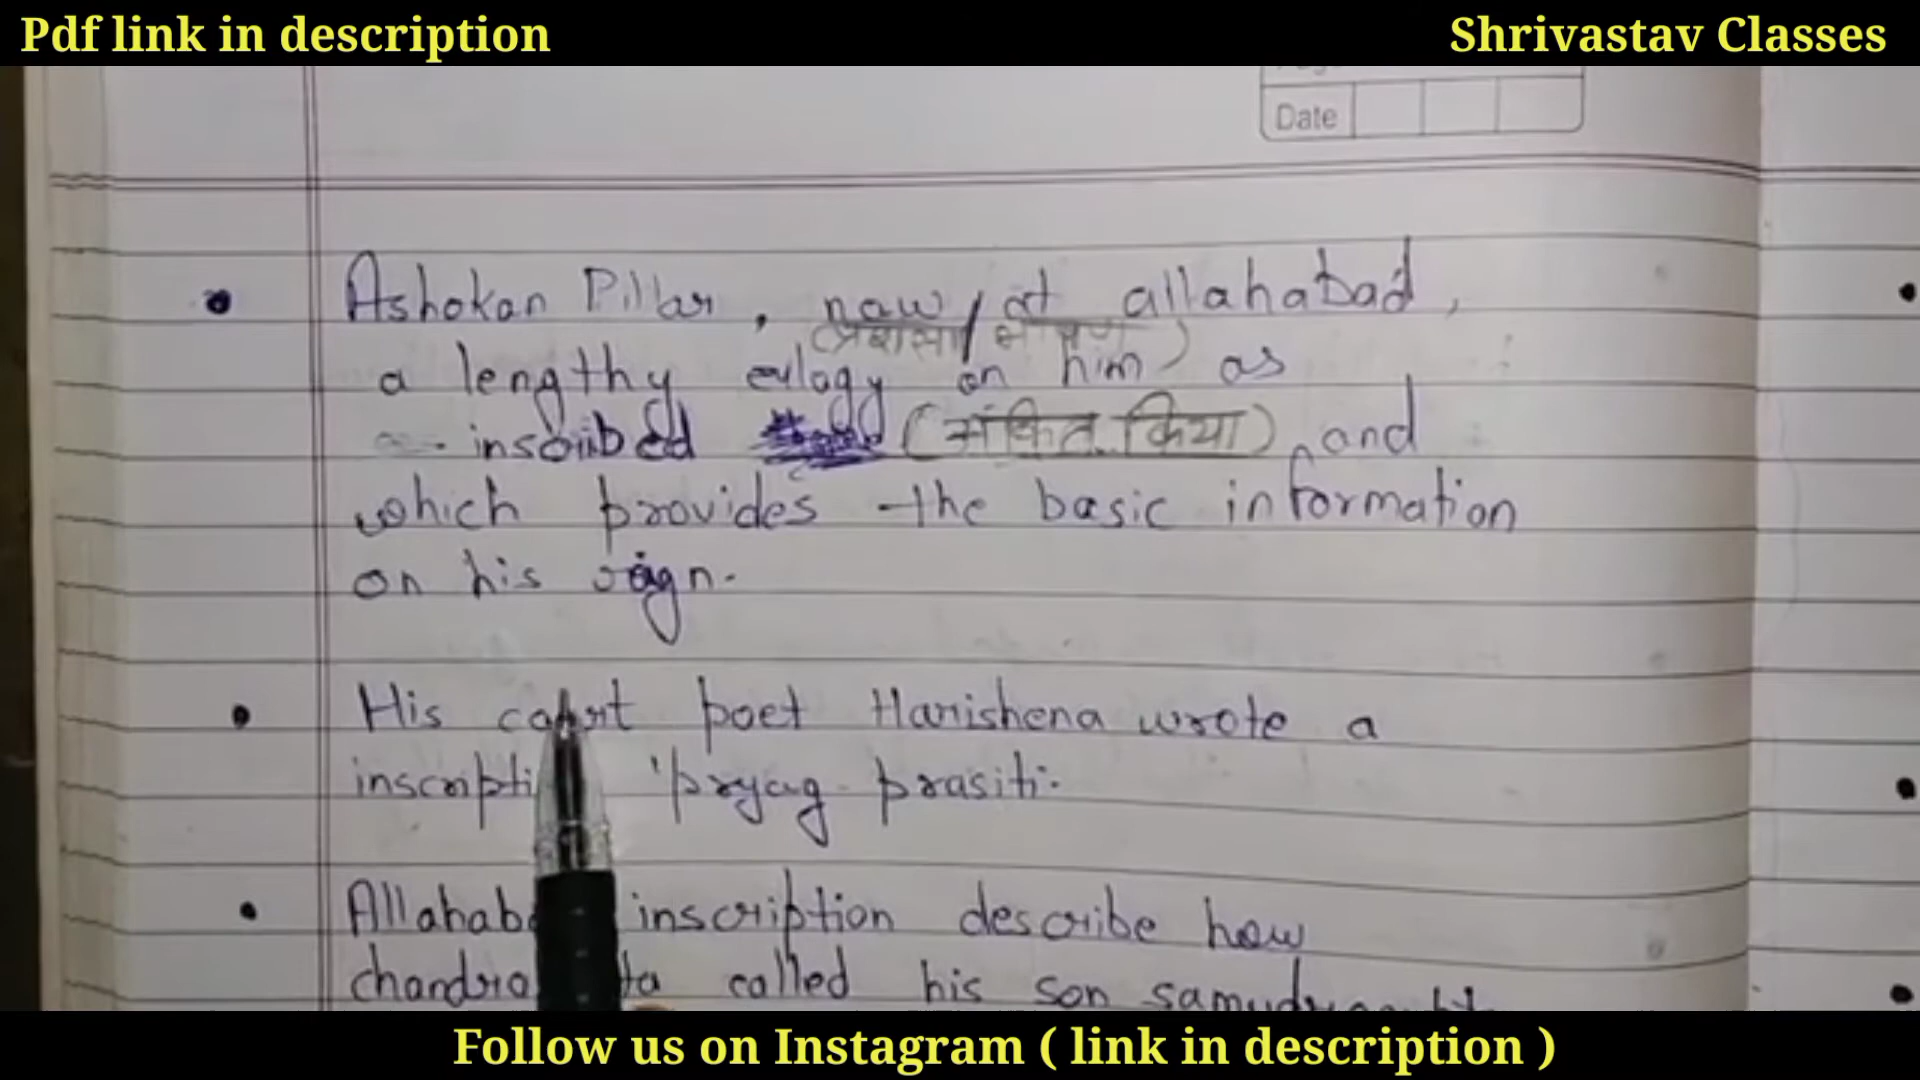 Pdf link in description
Shrivastav Classes
Date
• Ashokan Pillar, now at allahabad,
(प्रशंसा भाषण)
a lengthy eulogy on him as
inscribed (अंकित किया), and
which provides the basic information
on his reign.
• His court poet Harishena wrote a
'pryag prasiti.
• inscription describe how
called his son
Follow us on Instagram ( link in description )